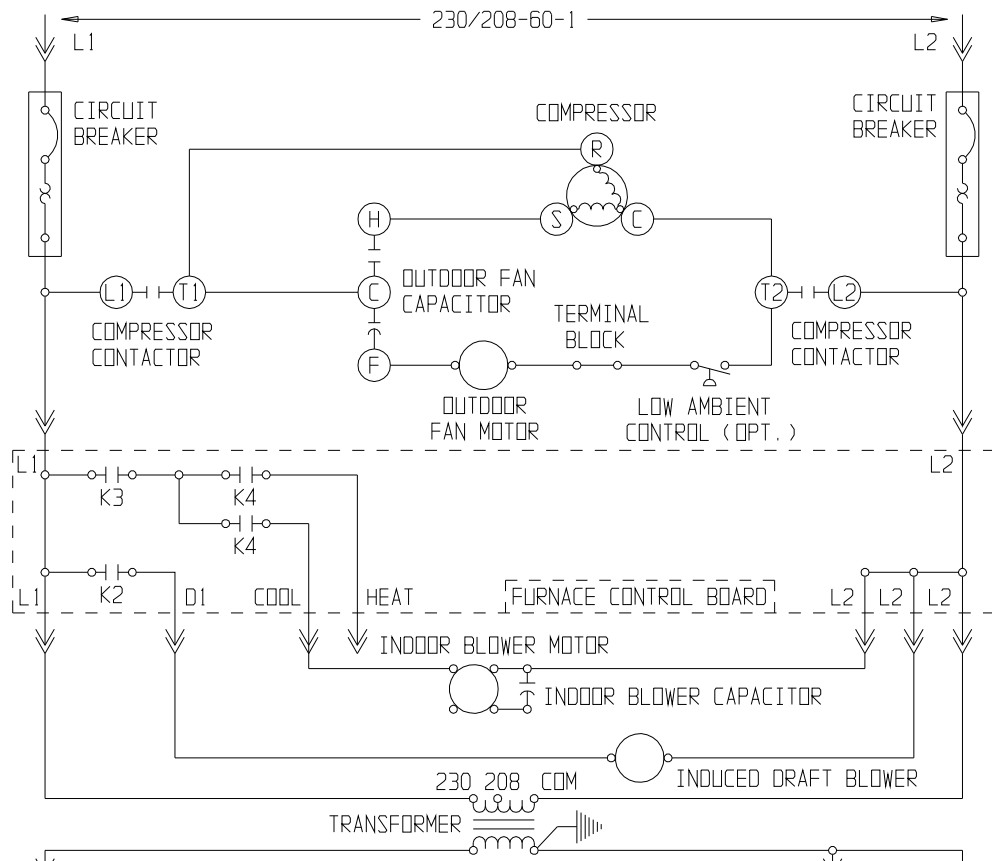 230/208-60-1
L1
L2
CIRCUIT
BREAKER
COMPRESSOR
CIRCUIT
BREAKER
R
H
S
C
L1
T1
C
OUTDOOR FAN
CAPACITOR
T2
L2
COMPRESSOR
CONTACTOR
TERMINAL
BLOCK
COMPRESSOR
CONTACTOR
F
OUTDOOR
FAN MOTOR
LOW AMBIENT
CONTROL (OPT.)
L1
L2
K3
K4
K4
K2
L1
D1
COOL
HEAT
FURNACE CONTROL BOARD
L2
L2
L2
INDOOR BLOWER MOTOR
INDOOR BLOWER CAPACITOR
INDUCED DRAFT BLOWER
230 208 COM
TRANSFORMER